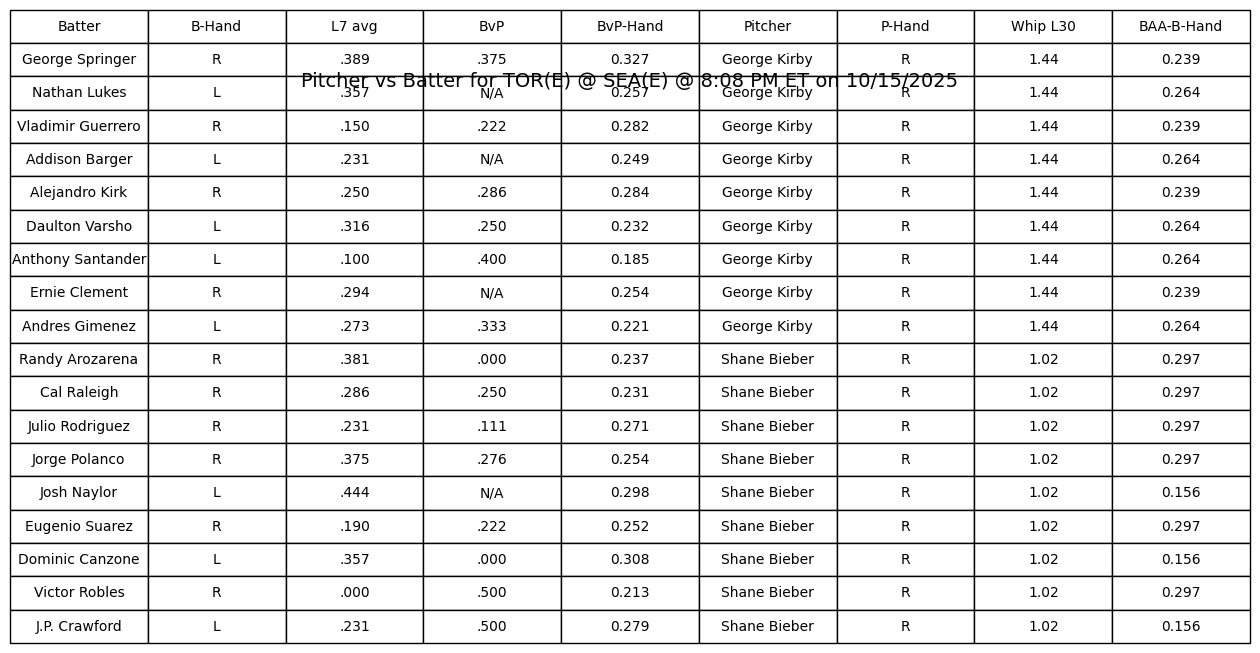 Batter B-Hand L7 avg BvP BvP-Hand Pitcher P-Hand Whip L30 BAA-B-Hand
George Springer R .389 .375 0.327 George Kirby R 1.44 0.239
Pitcher vs Batter for TOR(E) @ SEA(E) @ 8:08 PM ET on 10/15/2025
Nathan Lukes L .357 N/A 0.257 George Kirby R 1.44 0.264
Vladimir Guerrero R .150 .222 0.282 George Kirby R 1.44 0.239
Addison Barger L .231 N/A 0.249 George Kirby R 1.44 0.264
Alejandro Kirk R .250 .286 0.284 George Kirby R 1.44 0.239
Daulton Varsho L .316 .250 0.232 George Kirby R 1.44 0.264
Anthony Santander L .100 .400 0.185 George Kirby R 1.44 0.264
Ernie Clement R .294 N/A 0.254 George Kirby R 1.44 0.239
Andres Gimenez L .273 .333 0.221 George Kirby R 1.44 0.264
Randy Arozarena R .381 .000 0.237 Shane Bieber R 1.02 0.297
Cal Raleigh R .286 .250 0.231 Shane Bieber R 1.02 0.297
Julio Rodriguez R .231 .111 0.271 Shane Bieber R 1.02 0.297
Jorge Polanco R .375 .276 0.254 Shane Bieber R 1.02 0.297
Josh Naylor L .444 N/A 0.298 Shane Bieber R 1.02 0.156
Eugenio Suarez R .190 .222 0.252 Shane Bieber R 1.02 0.297
Dominic Canzone L .357 .000 0.308 Shane Bieber R 1.02 0.156
Victor Robles R .000 .500 0.213 Shane Bieber R 1.02 0.297
J.P. Crawford L .231 .500 0.279 Shane Bieber R 1.02 0.156